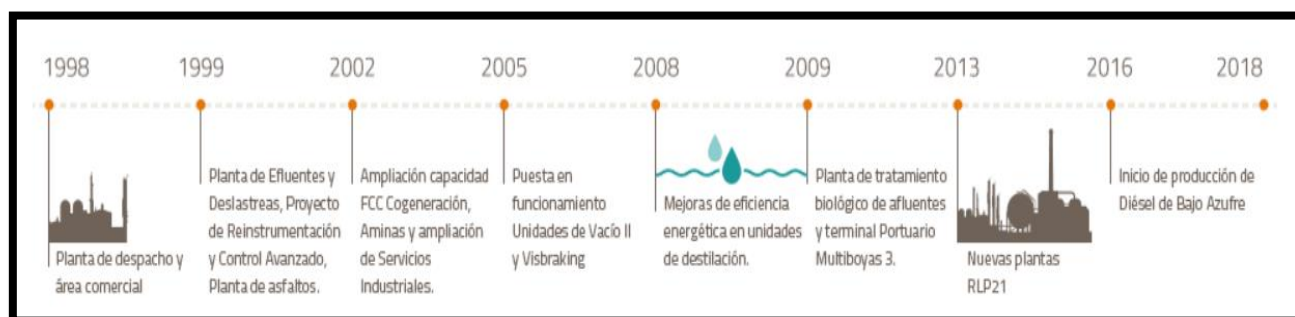 1998 1999 2002 2005 2008 2009 2013 2016 2018
Planta de despacho y
área comercial
Planta de Efluentes y
Deslastreas, Proyecto
de Reinstrumentación
y Control Avanzado,
Planta de asfaltos.
Ampliación capacidad
FCC Cogeneración,
Aminas y ampliación
de Servicios
Industriales.
Puesta en
funcionamiento
Unidades de Vacío II
y Visbraking
Mejoras de eficiencia
energética en unidades
de destilación.
Planta de tratamiento
biológico de afluentes
y terminal Portuario
Multiboyas 3.
Nuevas plantas
RLP21
Inicio de producción de
Diésel de Bajo Azufre